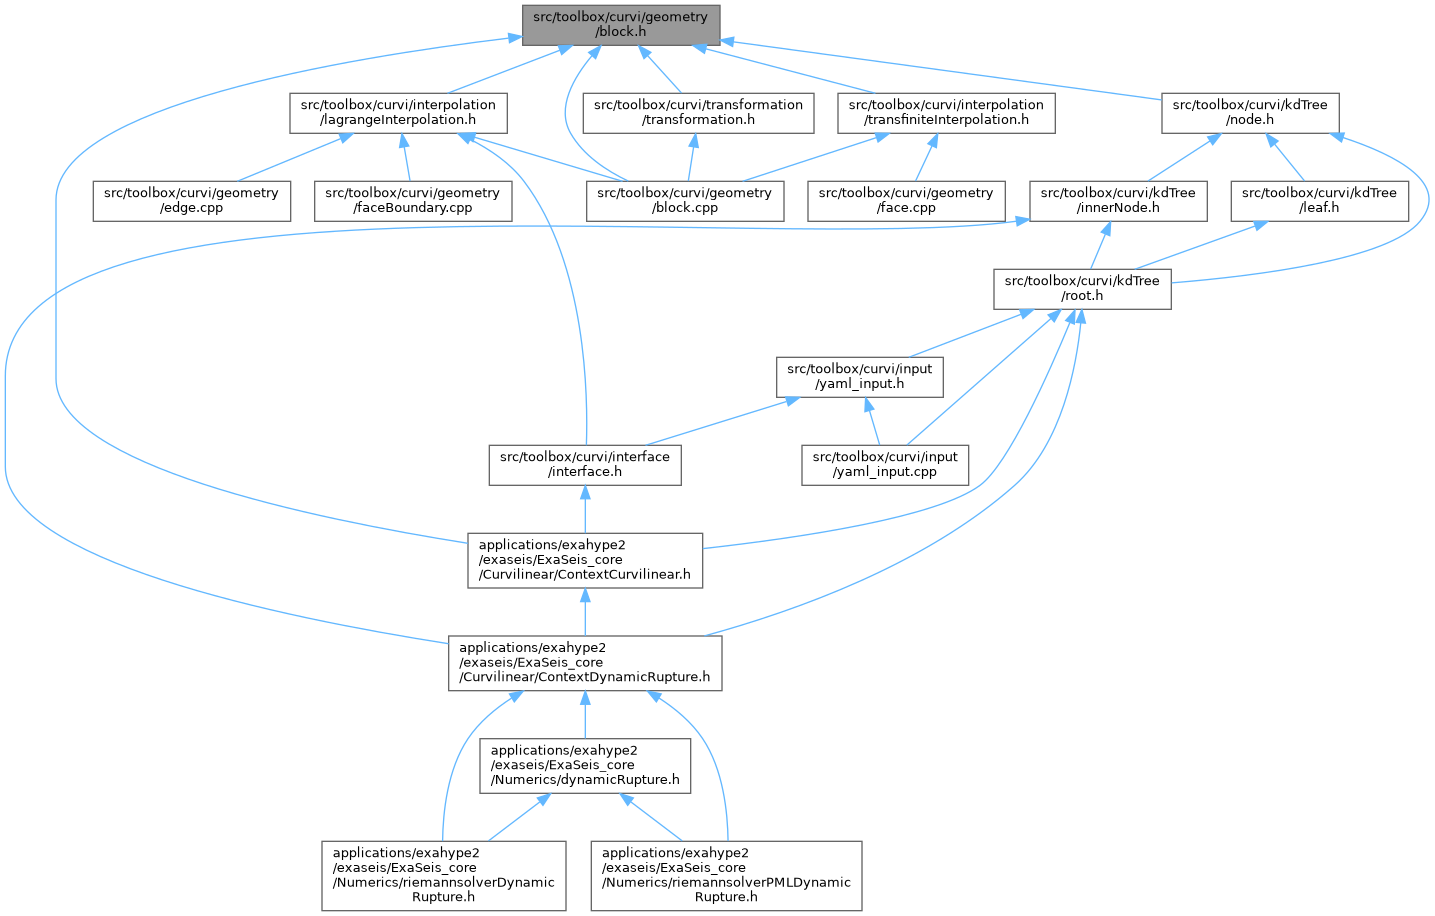 src/toolbox/curvi/geometry
/block.h
src/toolbox/curvi/interpolation
/lagrangeInterpolation.h
src/toolbox/curvi/transformation
/transformation.h
src/toolbox/curvi/interpolation
/transfiniteInterpolation.h
src/toolbox/curvi/kdTree
/node.h
src/toolbox/curvi/geometry
/edge.cpp
src/toolbox/curvi/geometry
/faceBoundary.cpp
src/toolbox/curvi/geometry
/block.cpp
src/toolbox/curvi/geometry
/face.cpp
src/toolbox/curvi/kdTree
/innerNode.h
src/toolbox/curvi/kdTree
/leaf.h
src/toolbox/curvi/kdTree
/root.h
src/toolbox/curvi/input
/yaml_input.h
src/toolbox/curvi/interface
/interface.h
src/toolbox/curvi/input
/yaml_input.cpp
applications/exahype2
/exaseis/ExaSeis_core
/Curvilinear/ContextCurvilinear.h
applications/exahype2
/exaseis/ExaSeis_core
/Curvilinear/ContextDynamicRupture.h
applications/exahype2
/exaseis/ExaSeis_core
/Numerics/dynamicRupture.h
applications/exahype2
/exaseis/ExaSeis_core
/Numerics/riemannsolverDynamic
Rupture.h
applications/exahype2
/exaseis/ExaSeis_core
/Numerics/riemannsolverPMLDynamic
Rupture.h